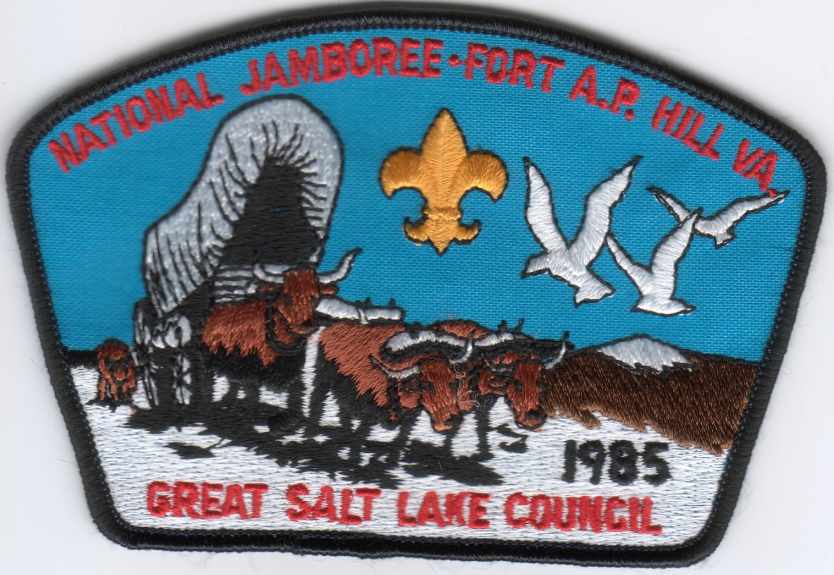 NATIONAL JAMBOREE • FORT A.P. HILL VA.
1985
GREAT SALT LAKE COUNCIL